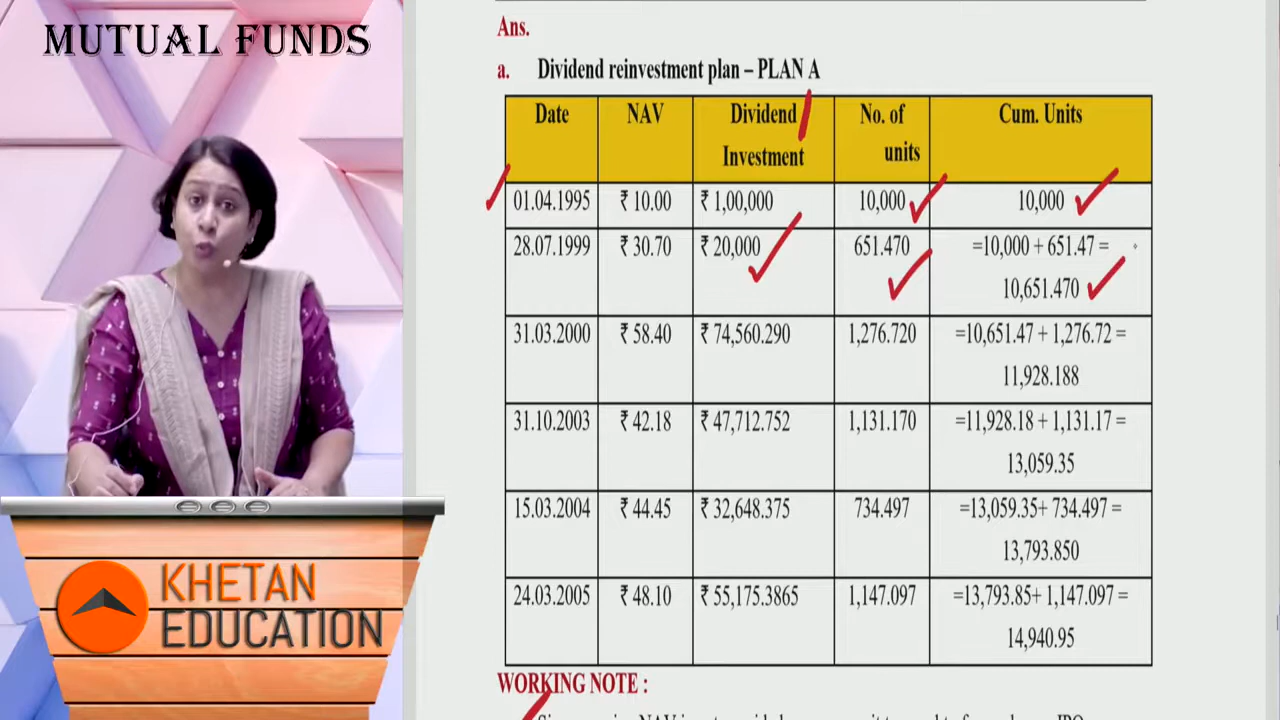 MUTUAL FUNDS
KHETAN
EDUCATION
Ans.
a. Dividend reinvestment plan – PLAN A
Date NAV Dividend Investment No. of units Cum. Units
01.04.1995 ₹ 10.00 ₹ 1,00,000 10,000 10,000
28.07.1999 ₹ 30.70 ₹ 20,000 651.470 =10,000 + 651.47 =
10,651.470
31.03.2000 ₹ 58.40 ₹ 74,560.290 1,276.720 =10,651.47 + 1,276.72 =
11,928.188
31.10.2003 ₹ 42.18 ₹ 47,712.752 1,131.170 =11,928.18 + 1,131.17 =
13,059.35
15.03.2004 ₹ 44.45 ₹ 32,648.375 734.497 =13,059.35+ 734.497 =
13,793.850
24.03.2005 ₹ 48.10 ₹ 55,175.3865 1,147.097 =13,793.85+ 1,147.097 =
14,940.95
WORKING NOTE :